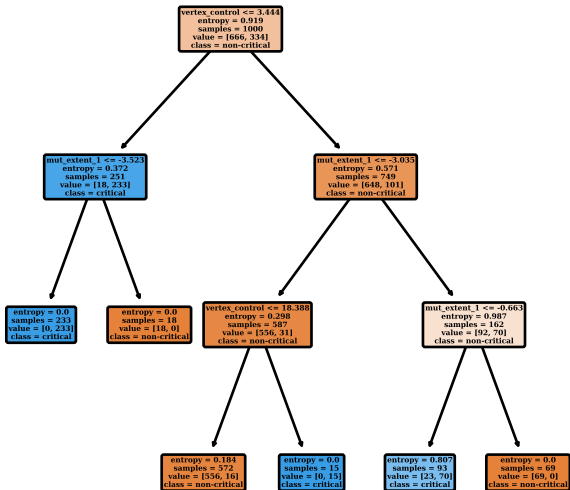 vertex_control <= 3.444
entropy = 0.919
samples = 1000
value = [666, 334]
class = non-critical
mut_extent_1 <= -3.523
entropy = 0.372
samples = 251
value = [18, 233]
class = critical
mut_extent_1 <= -3.035
entropy = 0.571
samples = 749
value = [648, 101]
class = non-critical
entropy = 0.0
samples = 233
value = [0, 233]
class = critical
entropy = 0.0
samples = 18
value = [18, 0]
class = non-critical
vertex_control <= 18.388
entropy = 0.298
samples = 587
value = [556, 31]
class = non-critical
mut_extent_1 <= -0.663
entropy = 0.987
samples = 162
value = [92, 70]
class = non-critical
entropy = 0.184
samples = 572
value = [556, 16]
class = non-critical
entropy = 0.0
samples = 15
value = [0, 15]
class = critical
entropy = 0.807
samples = 93
value = [23, 70]
class = critical
entropy = 0.0
samples = 69
value = [69, 0]
class = non-critical